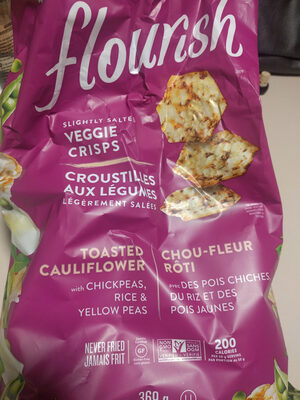 flourish
SLIGHTLY SALTED
VEGGIE
CRISPS
CROUSTILLES
AUX LÉGUMES
LÉGÈREMENT SALÉES
TOASTED
CAULIFLOWER
with CHICKPEAS,
RICE &
YELLOW PEAS
CHOU-FLEUR
RÔTI
avec DES POIS CHICHES
DU RIZ ET DES
POIS JAUNES
NEVER FRIED
JAMAIS FRIT
GF
200
CALORIES
360 g
U